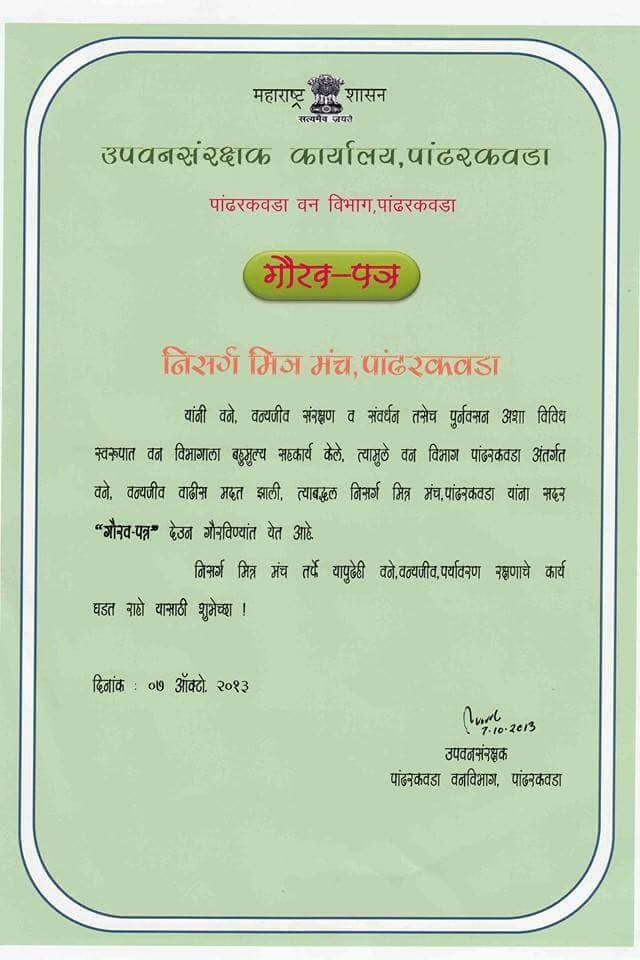 महाराष्ट्र शासन
सत्यमेव जयते
उपवनसंरक्षक कार्यालय,पांढरकवडा
पांढरकवडा वन विभाग,पांढरकवडा
गौरव-पत्र
निसर्ग मित्र मंच,पांढरकवडा
यांनी वने, वन्यजीव संरक्षण व संवर्धन तसेच पुर्नवसन अशा विविध
स्वरूपात वन विभागाला बहुमुल्य सहकार्य केले, त्यामुले वन विभाग पांढरकवडा अंतर्गत
वने, वन्यजीव वाढीस मदत झाली, त्याबद्धल निसर्ग मित्र मंच,पांढरकवडा यांना सदर
“गौरव-पत्र” देउन गौरविण्यांत येत आहे.
निसर्ग मित्र मंच तर्फे यापुढेही वने,वन्यजीव,पर्यावरण रक्षणाचे कार्य
घडत राहो यासाठी शुभेच्छा !
दिनांक : ०७ ऑक्टो. २०१३
7-10-2013
उपवनसंरक्षक
पांढरकवडा वनविभाग, पांढरकवडा